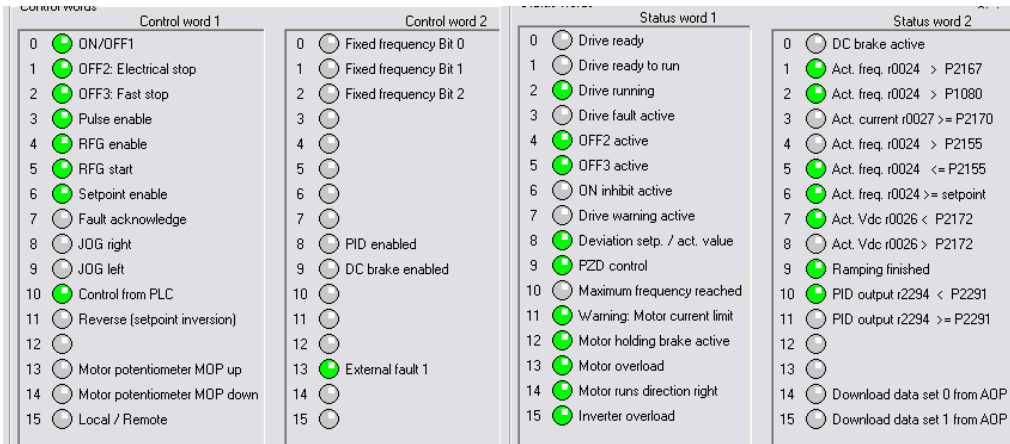 Control word 1
0 ON/OFF1
1 OFF2: Electrical stop
2 OFF3: Fast stop
3 Pulse enable
4 RFG enable
5 RFG start
6 Setpoint enable
7 Fault acknowledge
8 JOG right
9 JOG left
10 Control from PLC
11 Reverse (setpoint inversion)
12
13 Motor potentiometer MOP up
14 Motor potentiometer MOP down
15 Local / Remote
Control word 2
0 Fixed frequency Bit 0
1 Fixed frequency Bit 1
2 Fixed frequency Bit 2
3
4
5
6
7
8 PID enabled
9 DC brake enabled
10
11
12
13 External fault 1
14
15
Status word 1
0 Drive ready
1 Drive ready to run
2 Drive running
3 Drive fault active
4 OFF2 active
5 OFF3 active
6 ON inhibit active
7 Drive warning active
8 Deviation setp. / act. value
9 PZD control
10 Maximum frequency reached
11 Warning: Motor current limit
12 Motor holding brake active
13 Motor overload
14 Motor runs direction right
15 Inverter overload
Status word 2
0 DC brake active
1 Act. freq. r0024 > P2167
2 Act. freq. r0024 > P1080
3 Act. current r0027 >= P2170
4 Act. freq. r0024 > P2155
5 Act. freq. r0024 <= P2155
6 Act. freq. r0024 >= setpoint
7 Act. Vdc r0026 < P2172
8 Act. Vdc r0026 > P2172
9 Ramping finished
10 PID output r2294 < P2291
11 PID output r2294 >= P2291
12
13
14 Download data set 0 from AOP
15 Download data set 1 from AOP